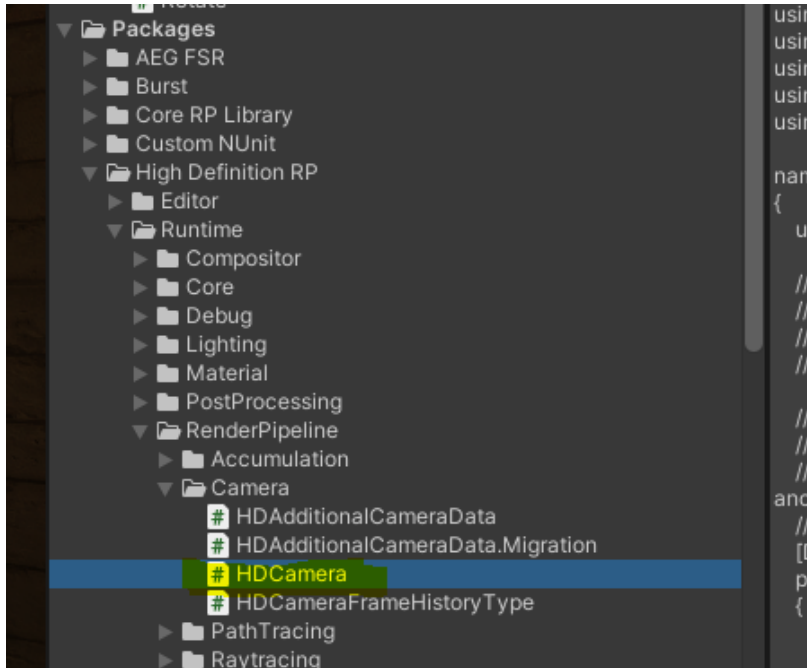 Rotate
Packages
AEG FSR
Burst
Core RP Library
Custom NUnit
High Definition RP
Editor
Runtime
Compositor
Core
Debug
Lighting
Material
PostProcessing
RenderPipeline
Accumulation
Camera
# HDAdditionalCameraData
# HDAdditionalCameraData.Migration
# HDCamera
# HDCameraFrameHistoryType
PathTracing
Raytracing
{
//
//
//
//
//
//
//
//
{